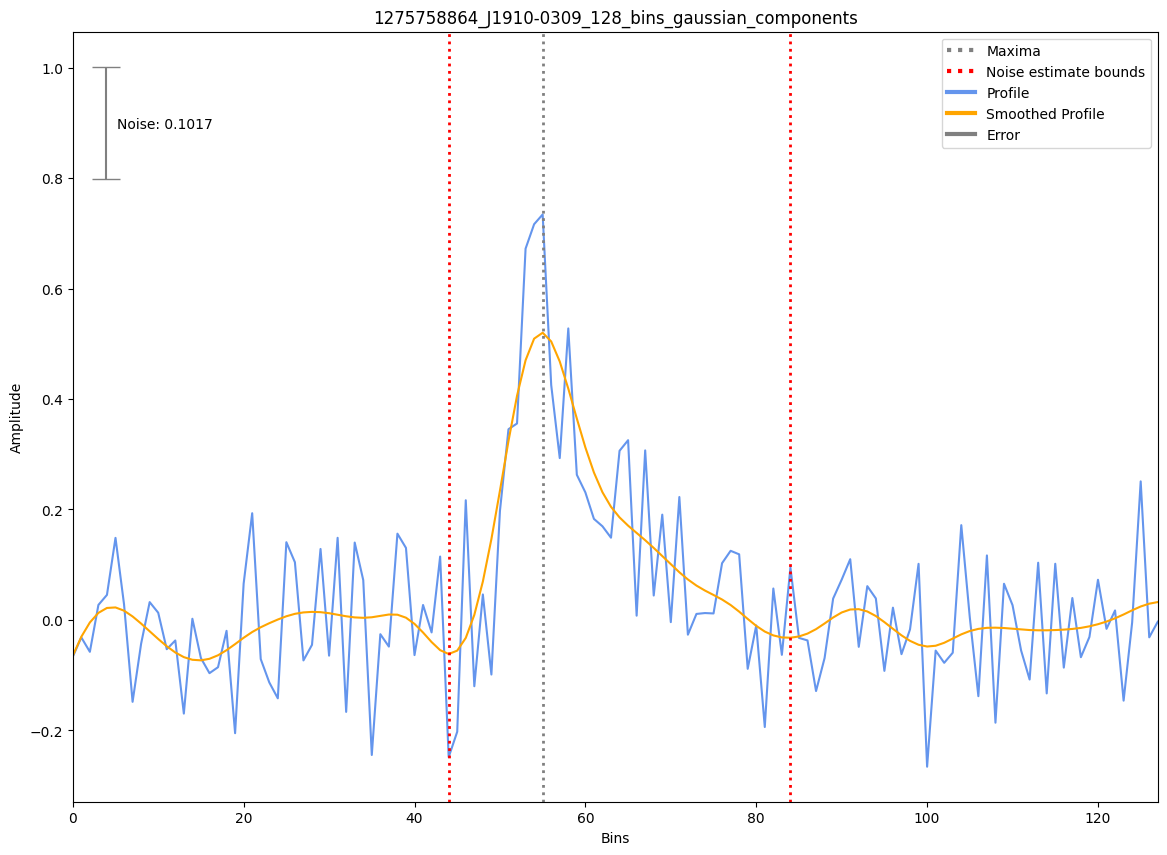 1275758864_J1910-0309_128_bins_gaussian_components
Maxima
Noise estimate bounds
Profile
Smoothed Profile
Error
Noise: 0.1017
1.0
0.8
0.6
0.4
0.2
0.0
−0.2
Amplitude
0 20 40 60 80 100 120
Bins